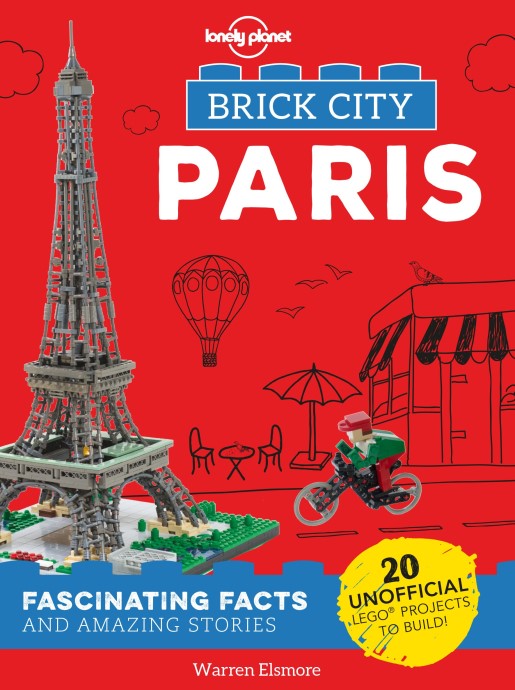 lonely planet
BRICK CITY
PARIS
20
UNOFFICIAL
LEGO® PROJECTS
TO BUILD!
FASCINATING FACTS
AND AMAZING STORIES
Warren Elsmore